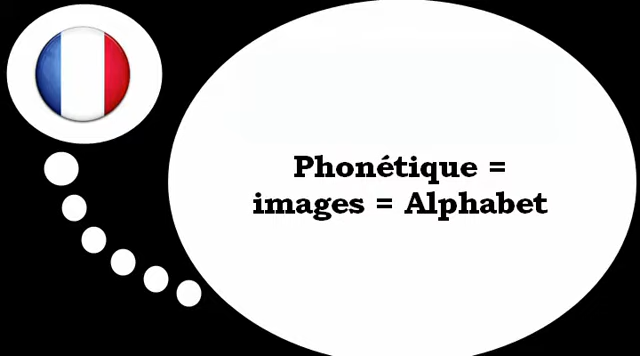 Phonétique =
images = Alphabet